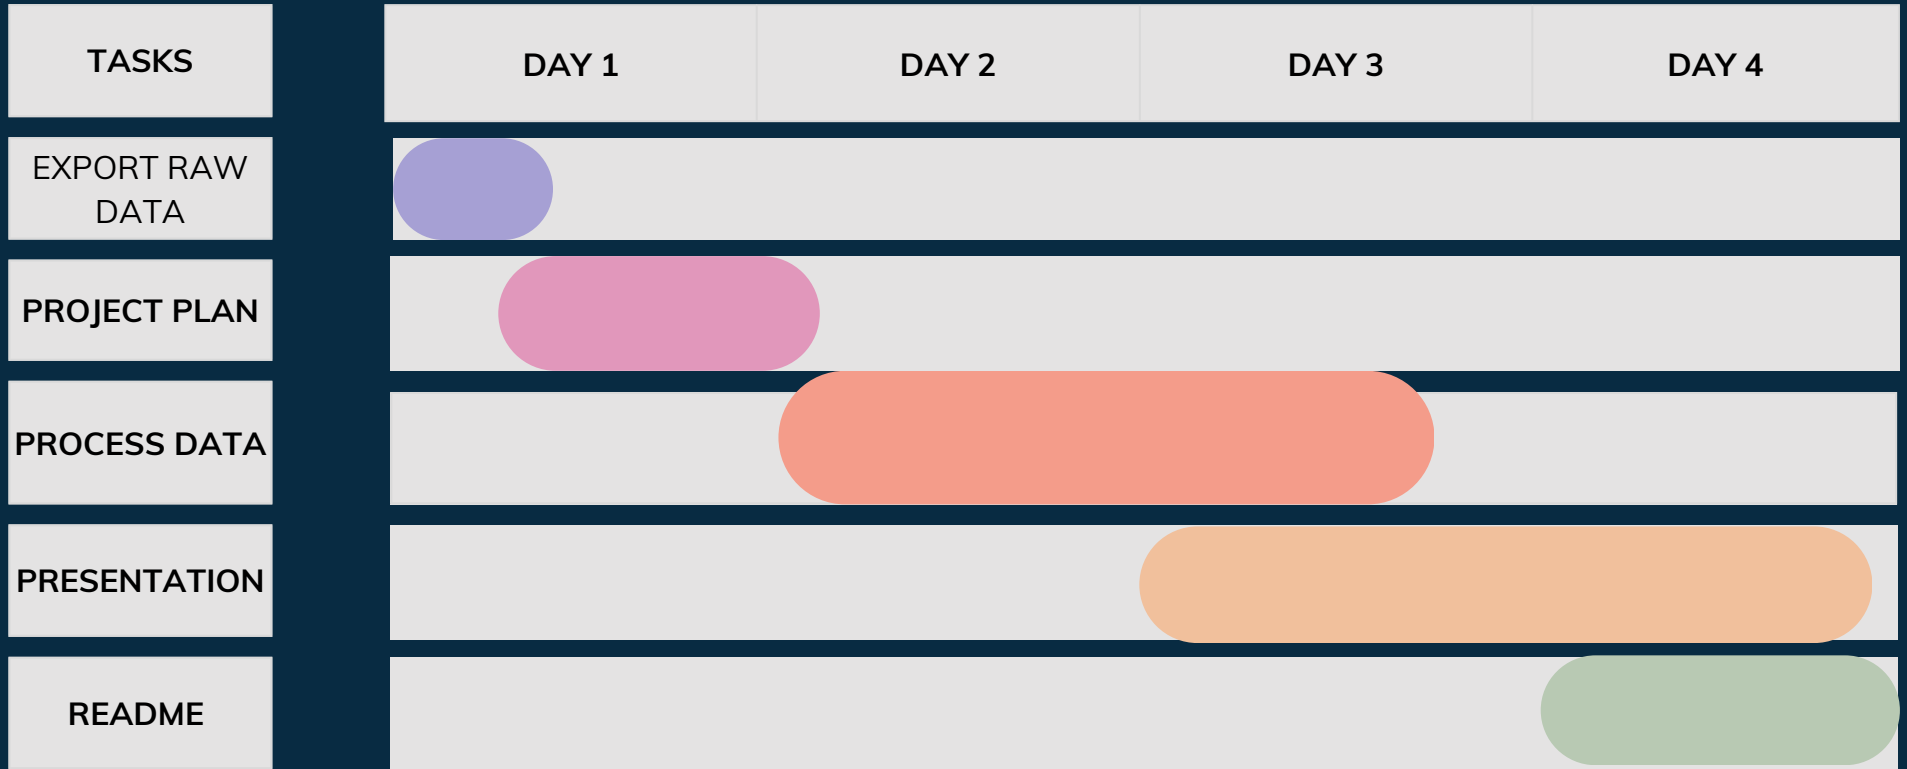 TASKS
DAY 1
DAY 2
DAY 3
DAY 4
EXPORT RAW
DATA
PROJECT PLAN
PROCESS DATA
PRESENTATION
README